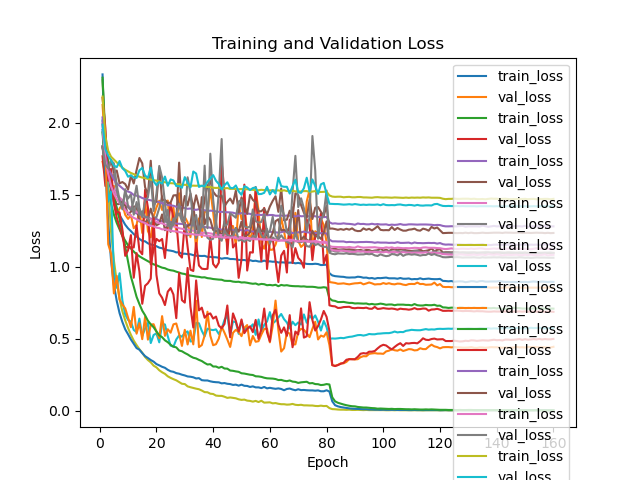 Training and Validation Loss
Loss
2.0
1.5
1.0
0.5
0.0
0
20
40
60
80
100
120
140
160
Epoch
train_loss
val_loss
train_loss
val_loss
train_loss
val_loss
train_loss
val_loss
train_loss
val_loss
train_loss
val_loss
train_loss
val_loss
train_loss
val_loss
train_loss
val_loss
train_loss
val_loss